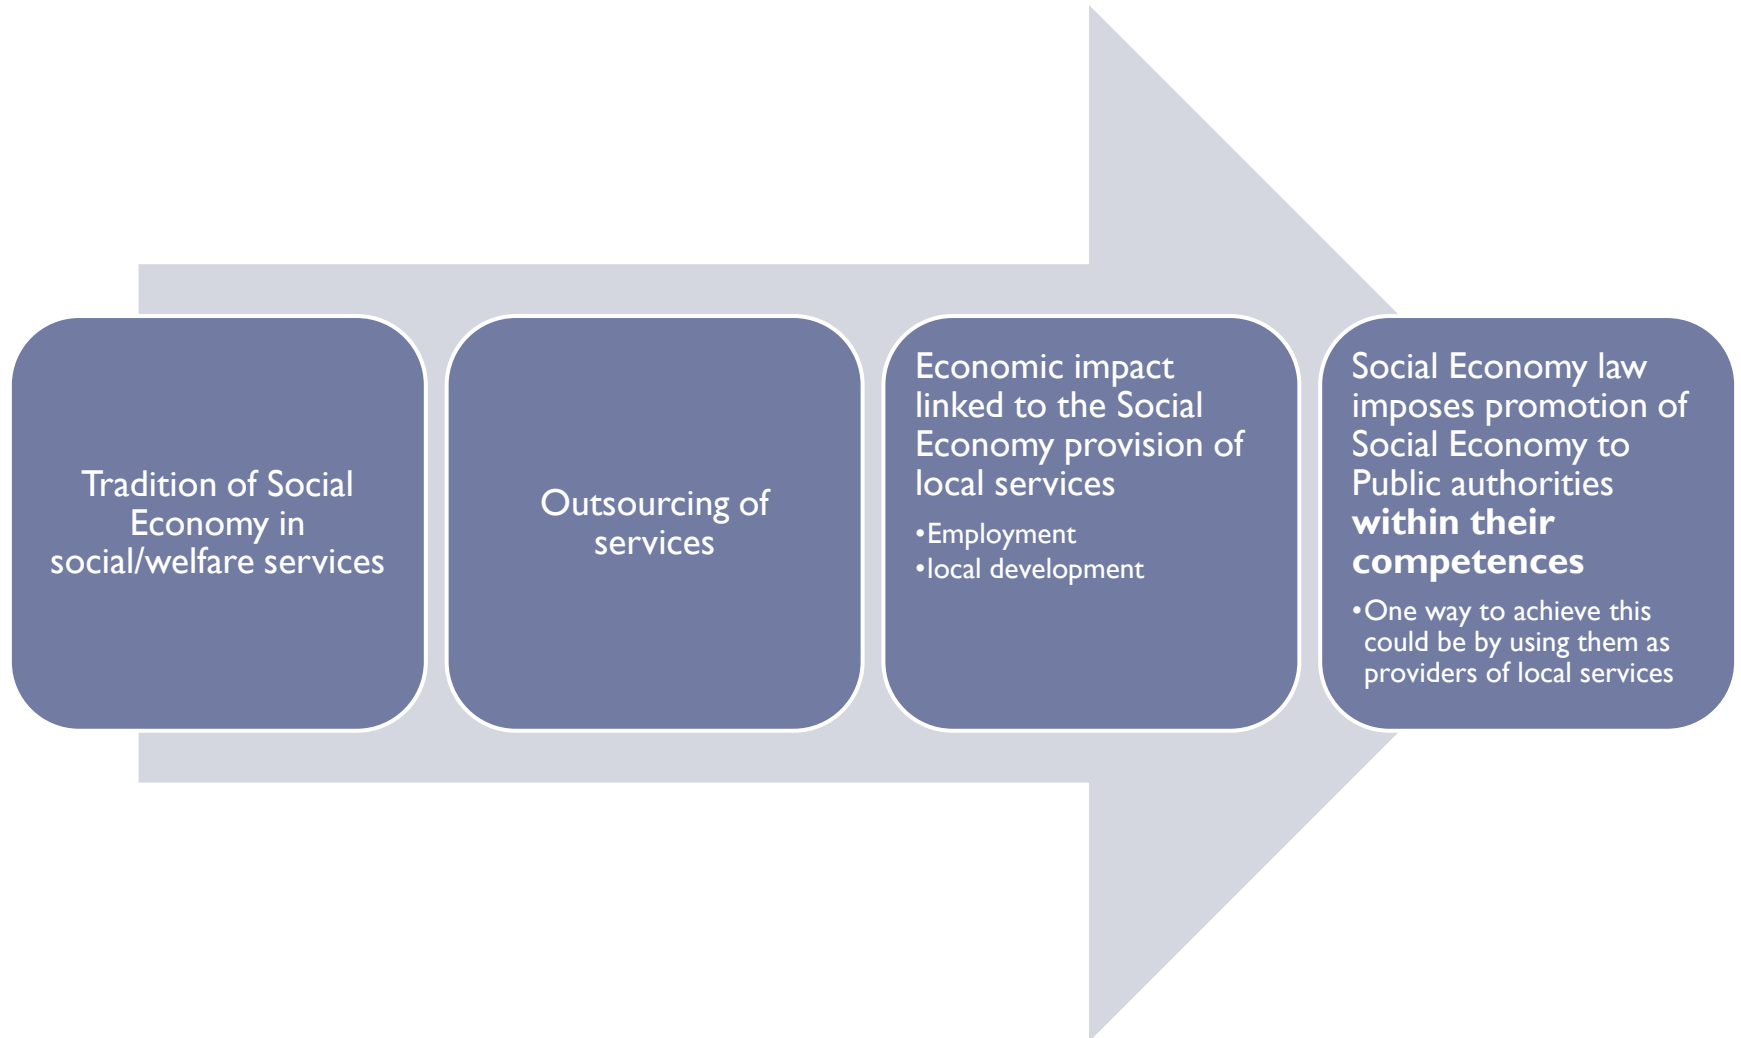 Tradition of Social
Economy in
social/welfare services
Outsourcing of
services
Economic impact
linked to the Social
Economy provision of
local services
•Employment
•local development
Social Economy law
imposes promotion of
Social Economy to
Public authorities
within their
competences
•One way to achieve this
could be by using them as
providers of local services